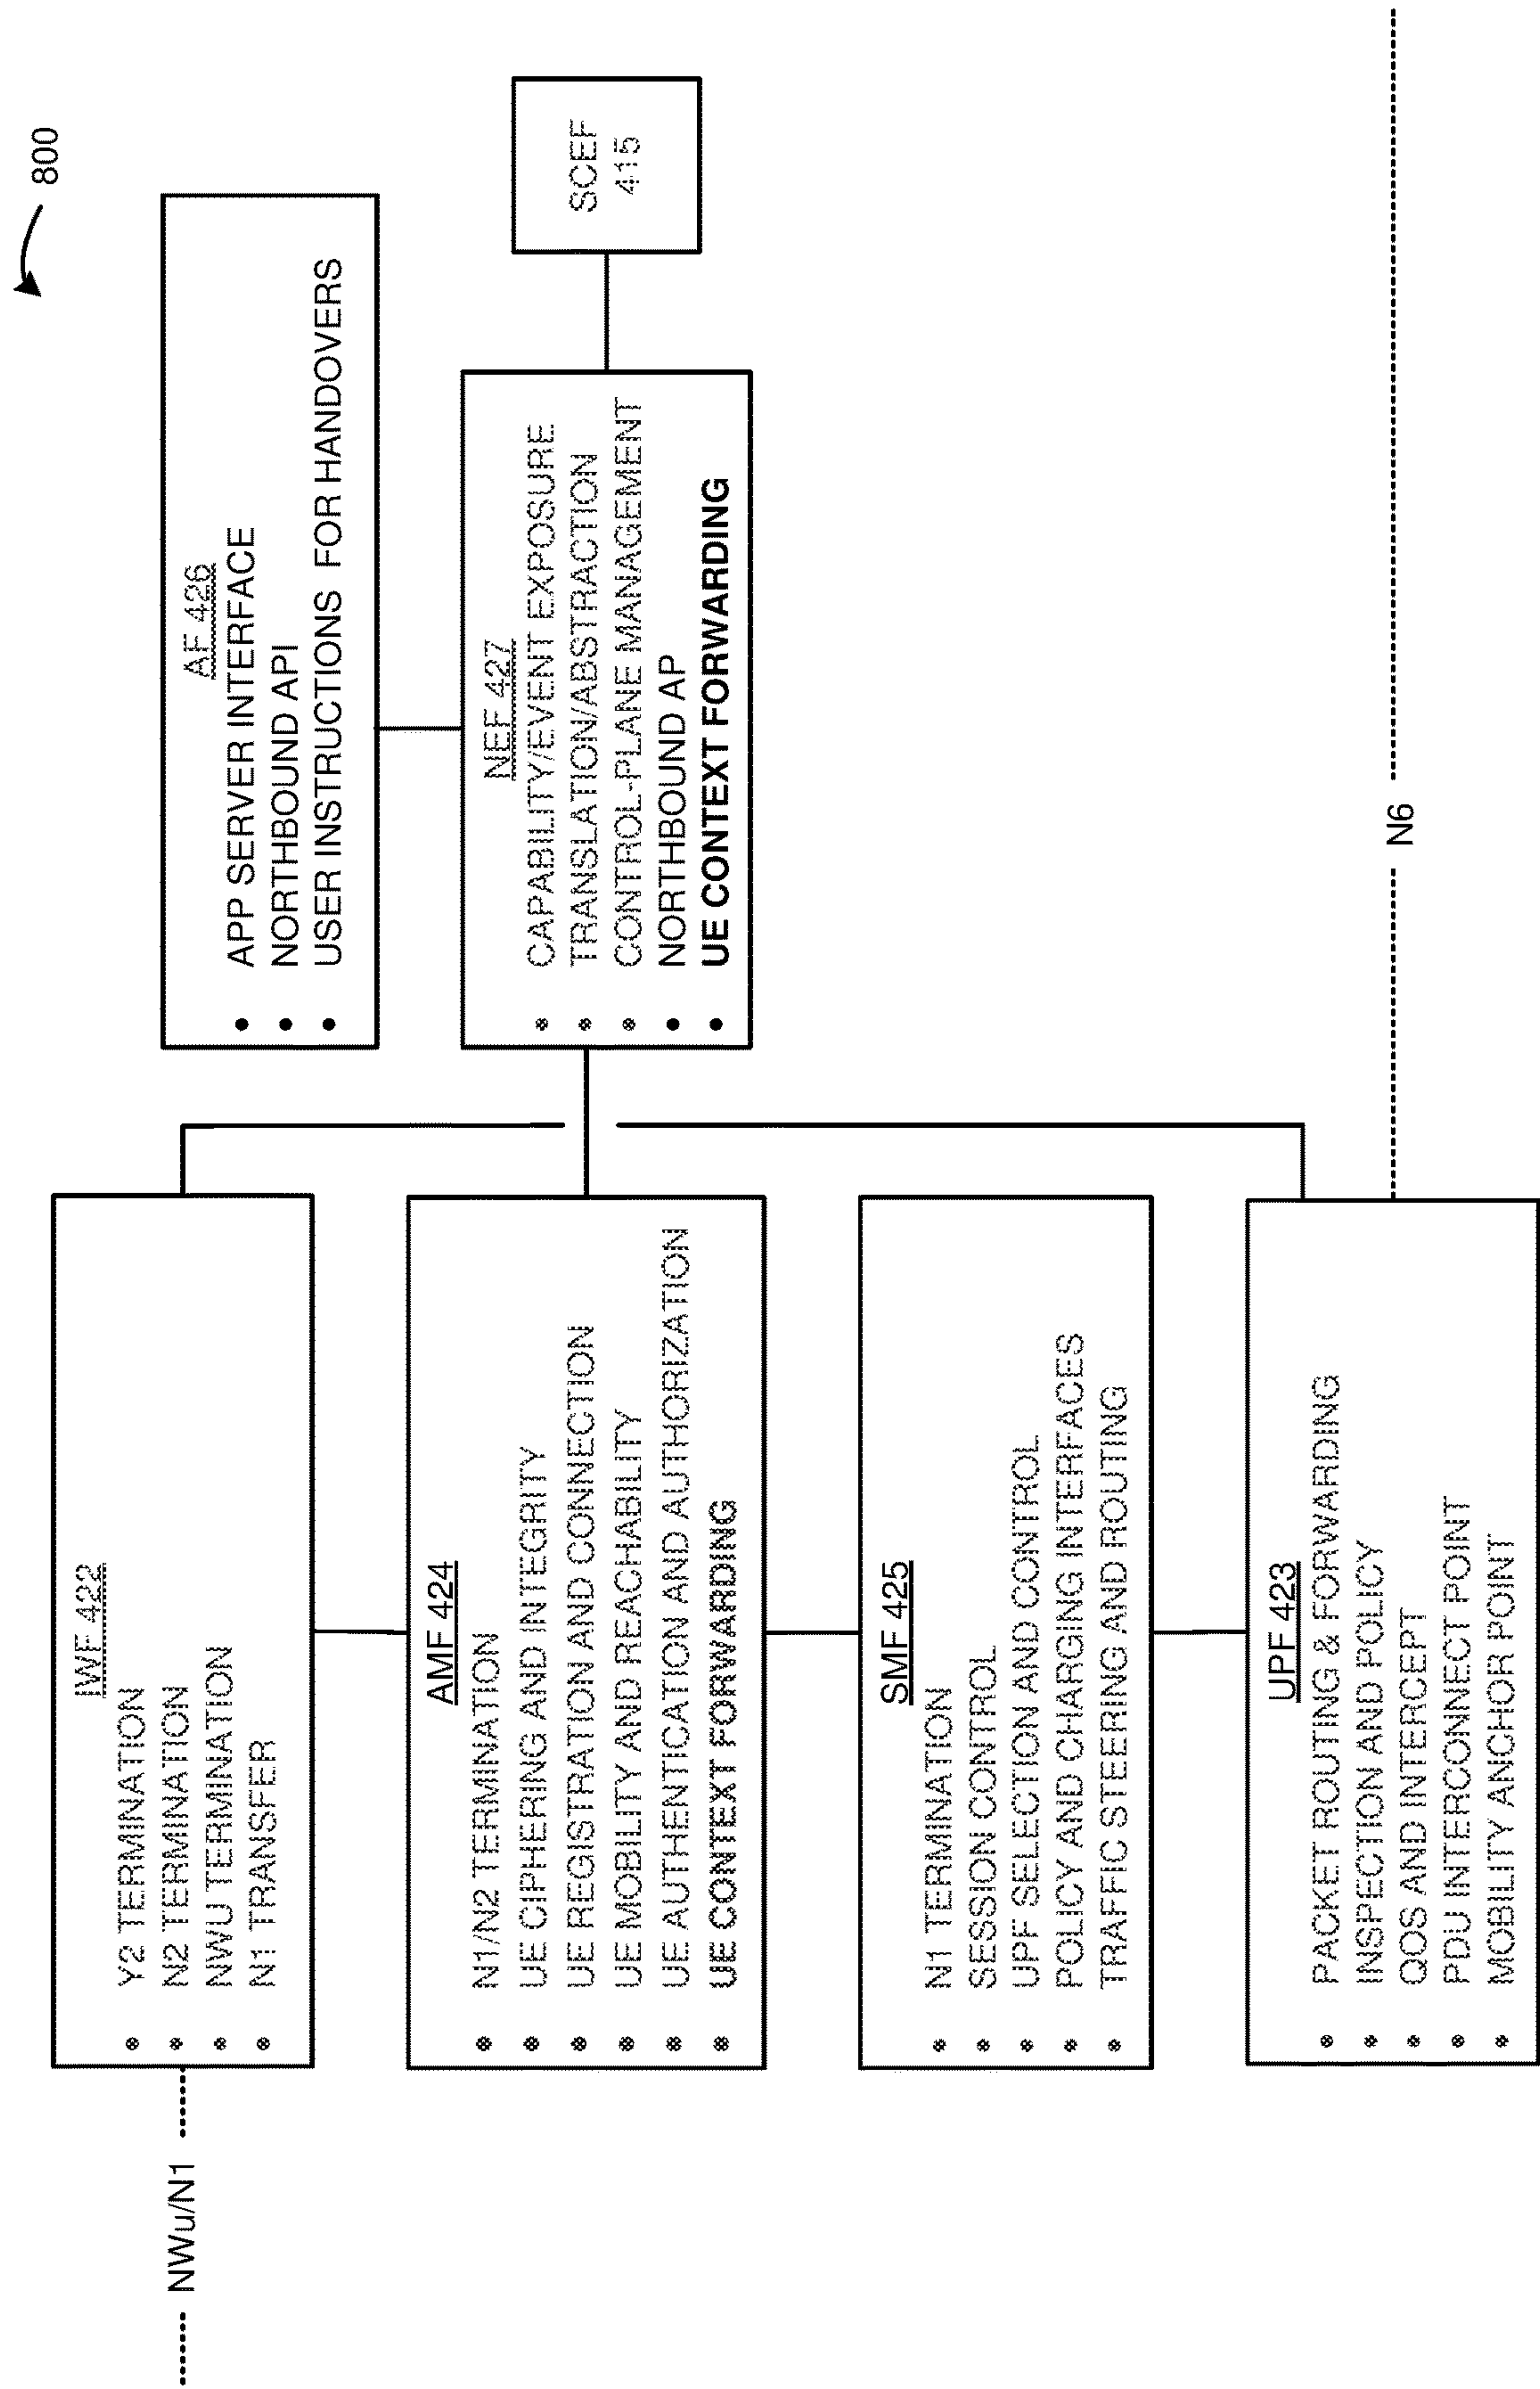 800
NWu/N1
IWF 422
Y2 TERMINATION
N2 TERMINATION
NWU TERMINATION
N1 TRANSFER
AMF 424
N1/N2 TERMINATION
UE CIPHERING AND INTEGRITY
UE REGISTRATION AND CONNECTION
UE MOBILITY AND REACHABILITY
UE AUTHENTICATION AND AUTHORIZATION
UE CONTEXT FORWARDING
SMF 425
N1 TERMINATION
SESSION CONTROL
UPF SELECTION AND CONTROL
POLICY AND CHARGING INTERFACES
TRAFFIC STEERING AND ROUTING
UPF 423
PACKET ROUTING & FORWARDING
INSPECTION AND POLICY
QOS AND INTERCEPT
PDU INTERCONNECT POINT
MOBILITY ANCHOR POINT
AF 426
APP SERVER INTERFACE
NORTHBOUND API
USER INSTRUCTIONS FOR HANDOVERS
NEF 427
CAPABILITY/EVENT EXPOSURE
TRANSLATION/ABSTRACTION
CONTROL-PLANE MANAGEMENT
NORTHBOUND AP
UE CONTEXT FORWARDING
SCEF
415
N6